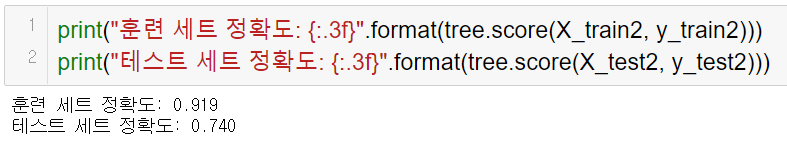 1 print("훈련 세트 정확도: {:.3f}".format(tree.score(X_train2, y_train2)))
2 print("테스트 세트 정확도: {:.3f}".format(tree.score(X_test2, y_test2)))
훈련 세트 정확도: 0.919
테스트 세트 정확도: 0.740